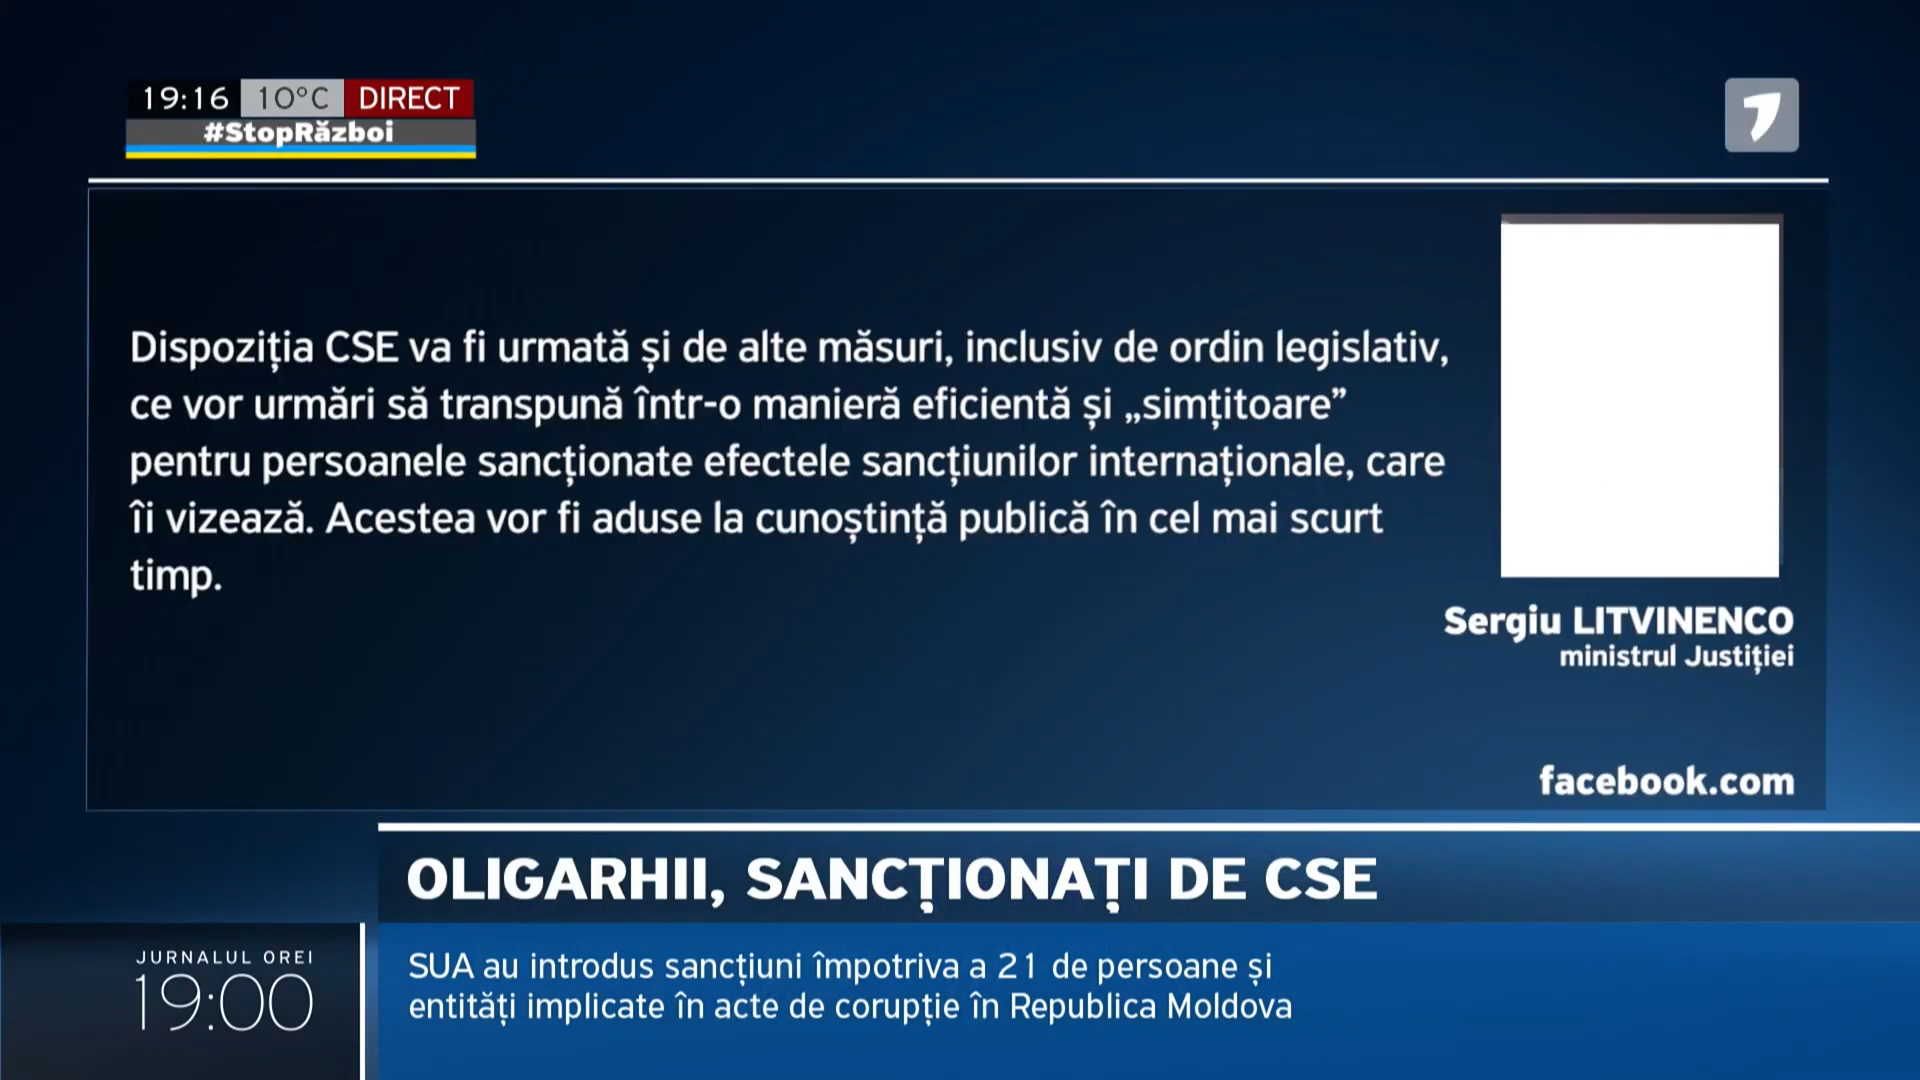 19:16 10°C DIRECT
#StopRăzboi
Dispoziția CSE va fi urmată și de alte măsuri, inclusiv de ordin legislativ,
ce vor urmări să transpună într-o manieră eficientă și „simțitoare”
pentru persoanele sancționate efectele sancțiunilor internaționale, care
îi vizează. Acestea vor fi aduse la cunoștință publică în cel mai scurt
timp.
Sergiu LITVINENCO
ministrul Justiției
facebook.com
OLIGARHII, SANCȚIONAȚI DE CSE
JURNALUL OREI
19:00
SUA au introdus sancțiuni împotriva a 21 de persoane și
entități implicate în acte de corupție în Republica Moldova